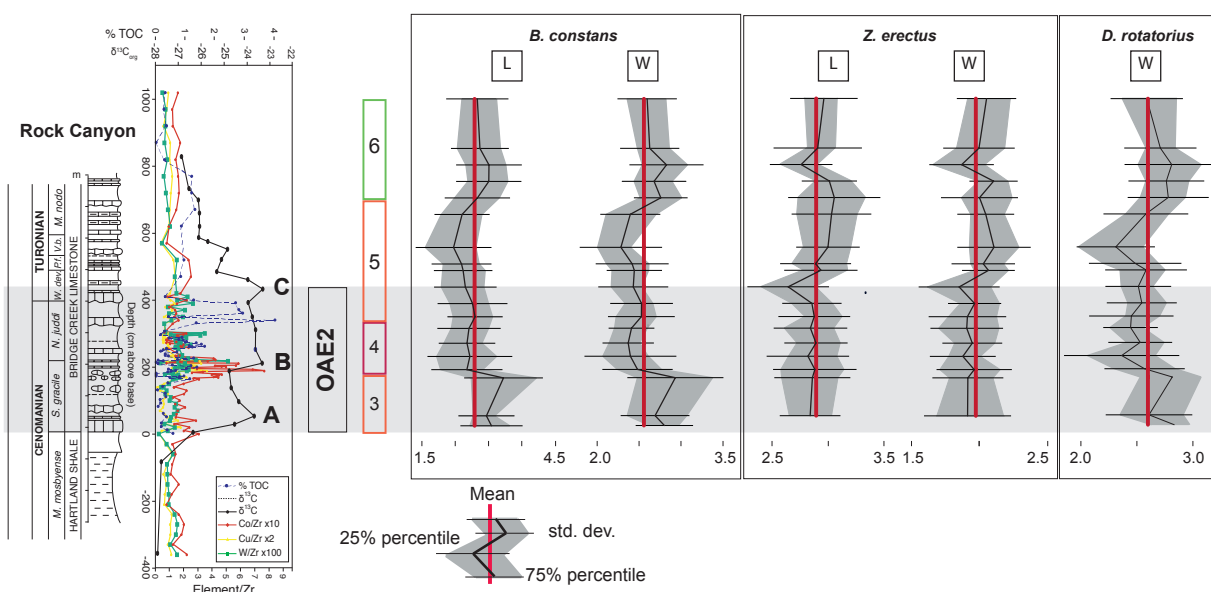 % TOC
0 1 2 3 4
δ¹³C org
-28 -27 -26 -25 -24 -23 -22
Rock Canyon
m
TURONIAN
CENOMANIAN
M. nodo
V.b.
P.f.
W. dev.
N. juddi
S. gracile
M. mosbyense
BRIDGE CREEK LIMESTONE
HARTLAND SHALE
1000
800
600
400
200
0
-200
-400
Depth (cm above base)
A
B
C
% TOC
δ¹³C
δ¹³C
Co/Zr x10
Cu/Zr x2
W/Zr x100
0 1 2 3 4 5 6 7 8 9
Element/Zr
OAE2
6
5
4
3
B. constans
L
W
Z. erectus
L
W
D. rotatorius
W
1.5 4.5 2.0 3.5
2.5 3.5 1.5 2.5
2.0 3.0
Mean
25% percentile
std. dev.
75% percentile